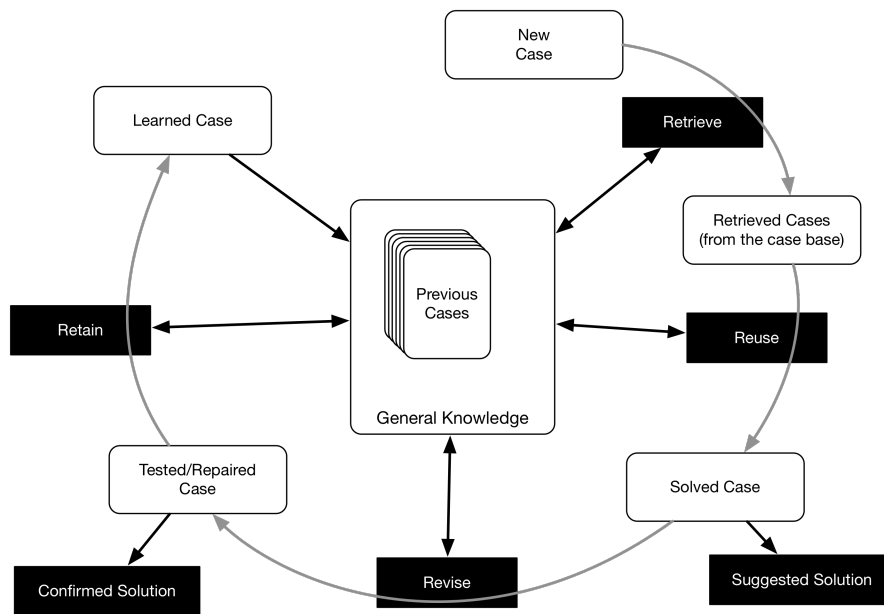 New
Case
Learned Case
Retrieve
Retrieved Cases
(from the case base)
Previous
Cases
Retain
Reuse
General Knowledge
Tested/Repaired
Case
Solved Case
Confirmed Solution
Revise
Suggested Solution